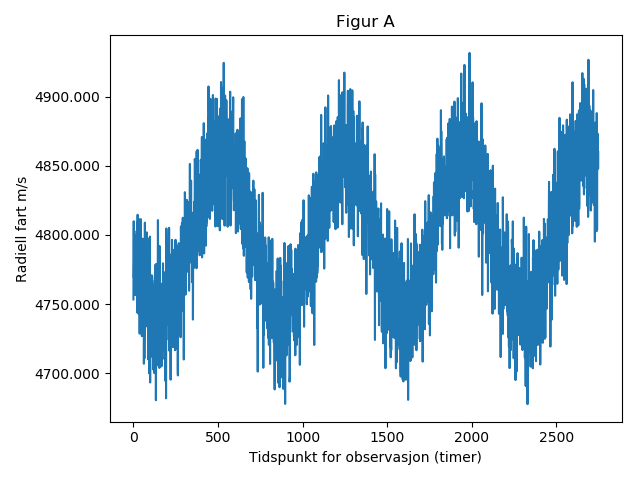 Figur A
Radiell fart m/s
4900.000
4850.000
4800.000
4750.000
4700.000
0 500 1000 1500 2000 2500
Tidspunkt for observasjon (timer)